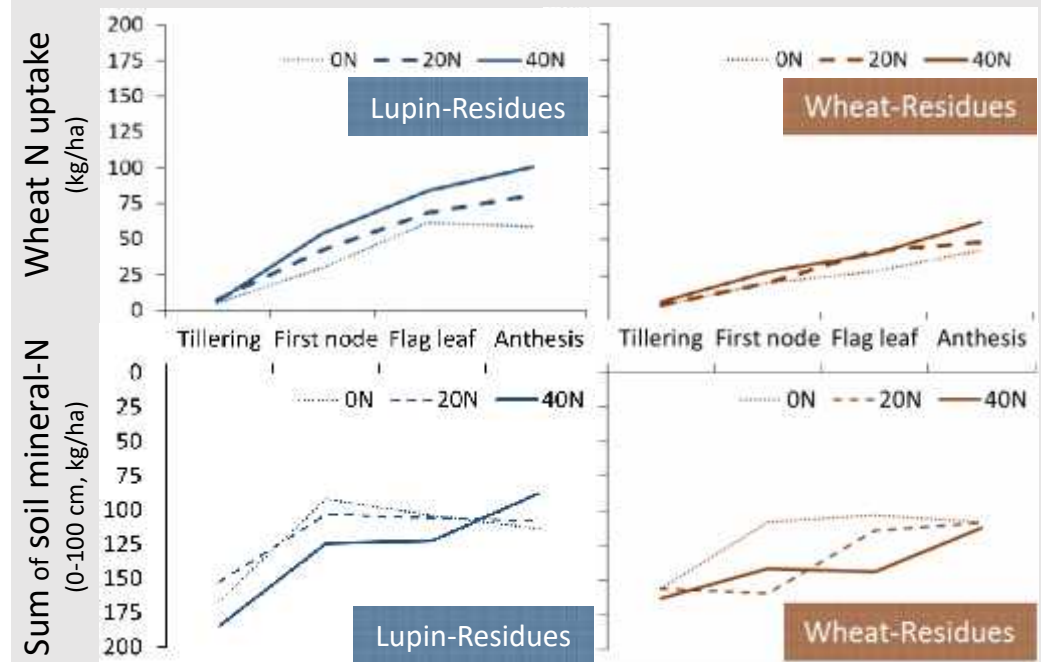 Wheat N uptake
(kg/ha)
200
175
150
125
100
75
50
25
0
0N 20N 40N
Lupin-Residues
0N 20N 40N
Wheat-Residues
Tillering First node Flag leaf Anthesis
Tillering First node Flag leaf Anthesis
Sum of soil mineral-N
(0-100 cm, kg/ha)
0
25
50
75
100
125
150
175
200
0N 20N 40N
Lupin-Residues
0N 20N 40N
Wheat-Residues